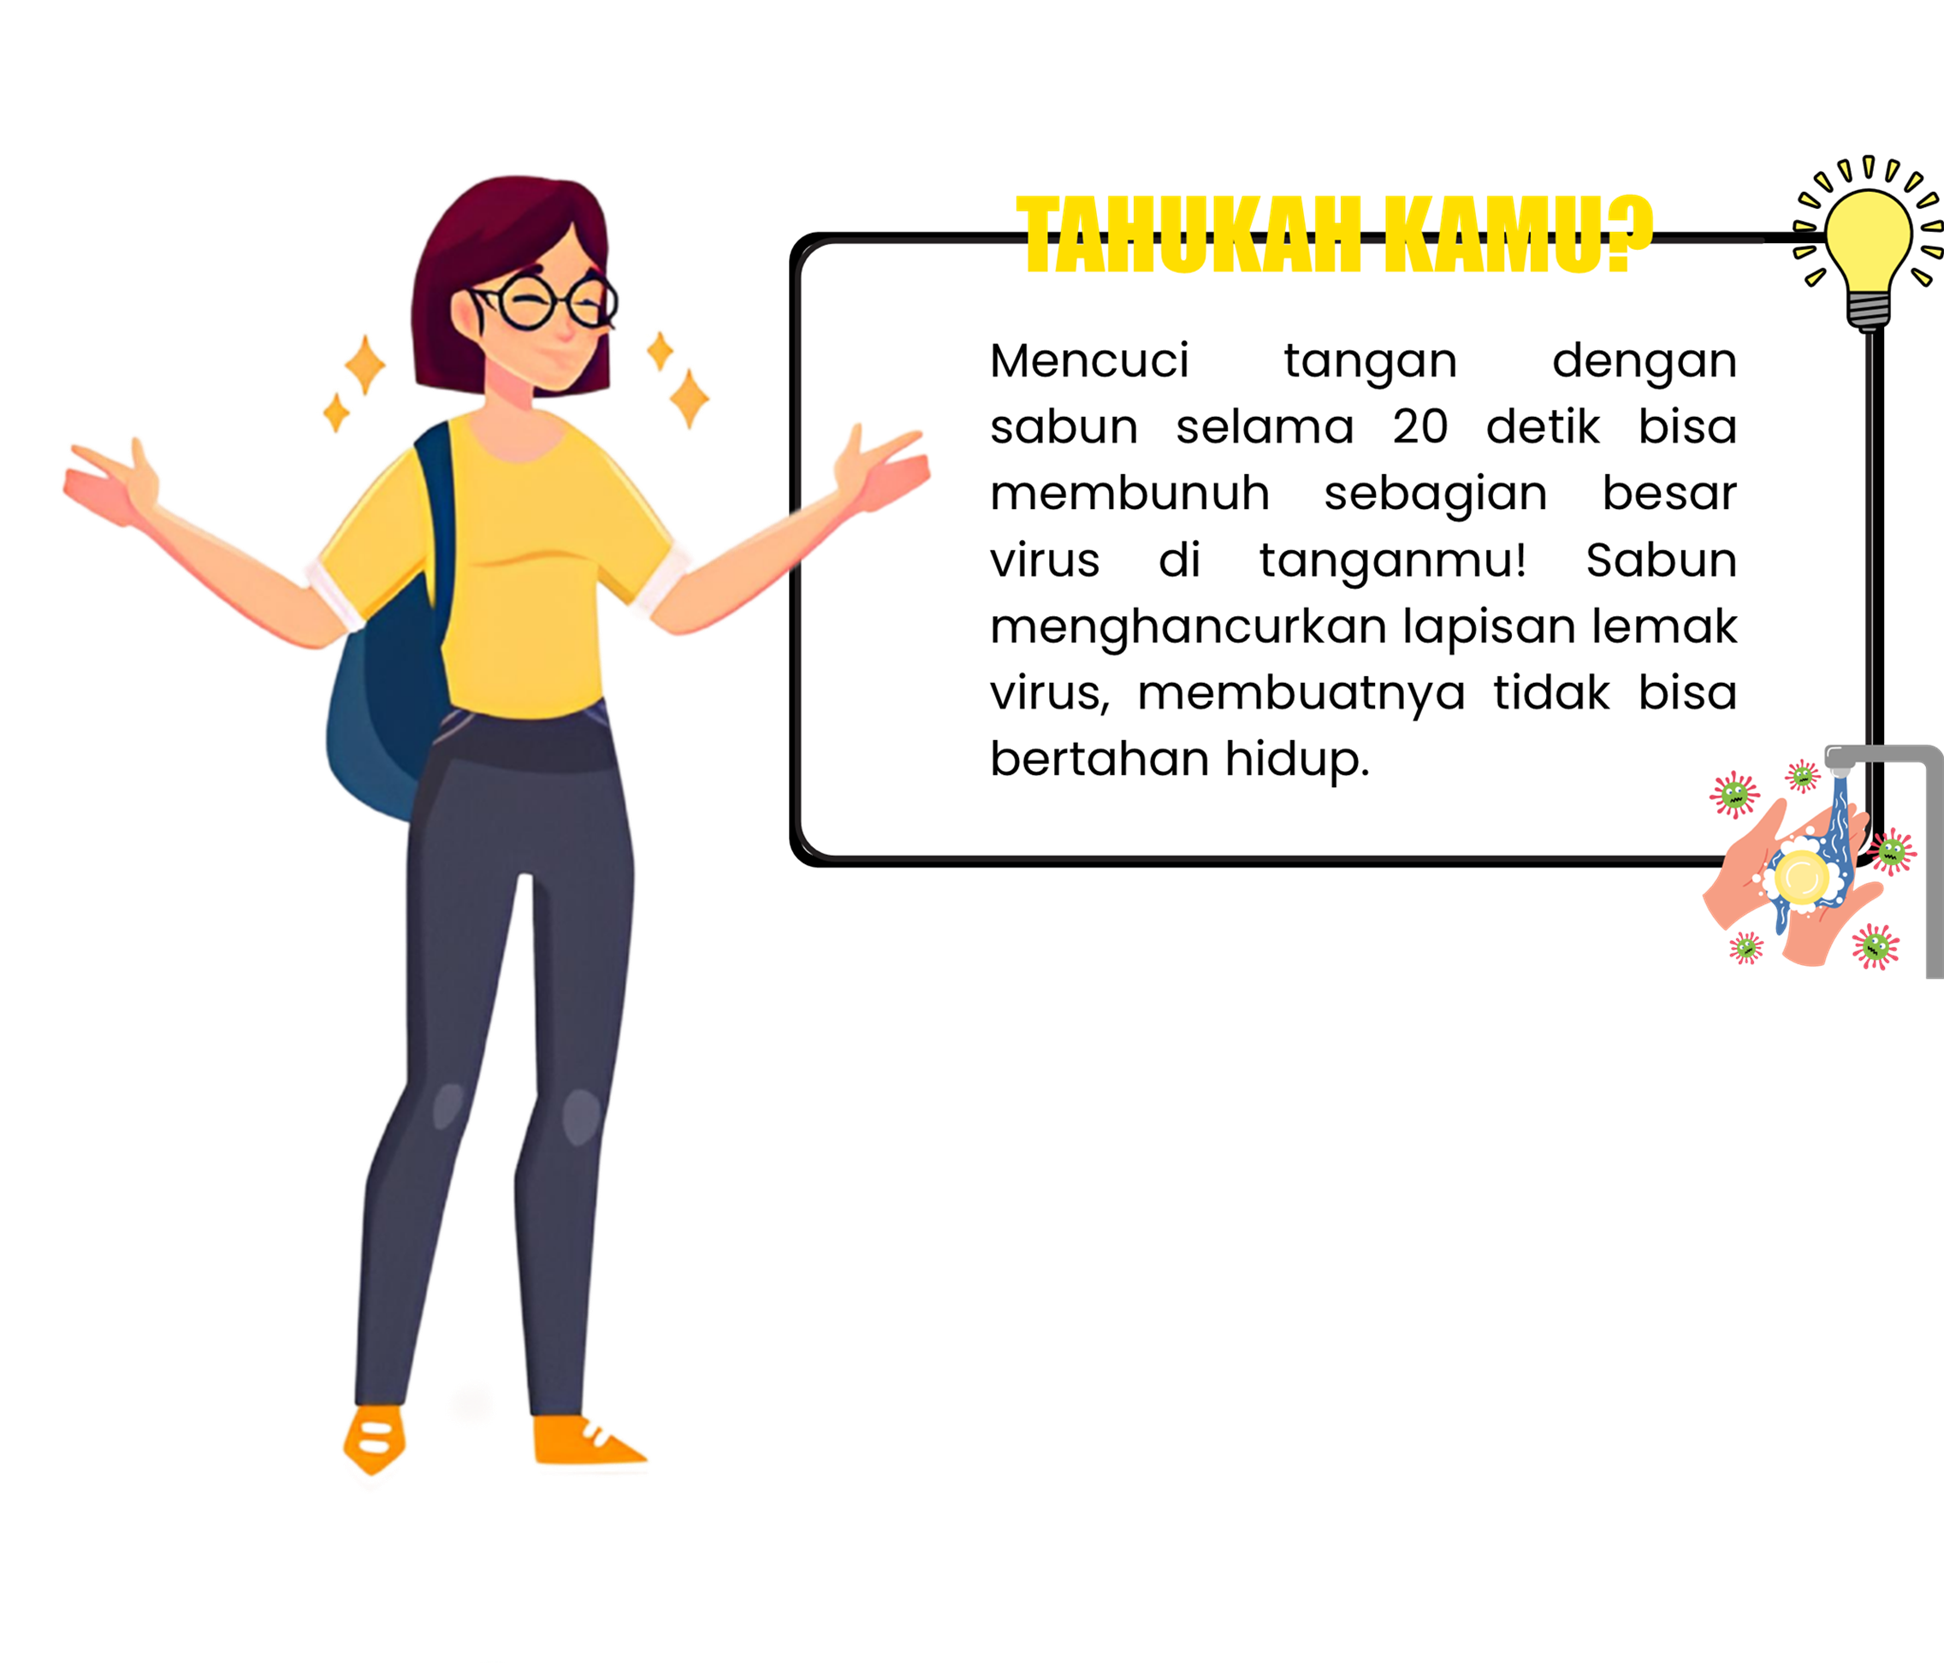 TAHUKAH KAMU?
Mencuci tangan dengan
sabun selama 20 detik bisa
membunuh sebagian besar
virus di tanganmu! Sabun
menghancurkan lapisan lemak
virus, membuatnya tidak bisa
bertahan hidup.